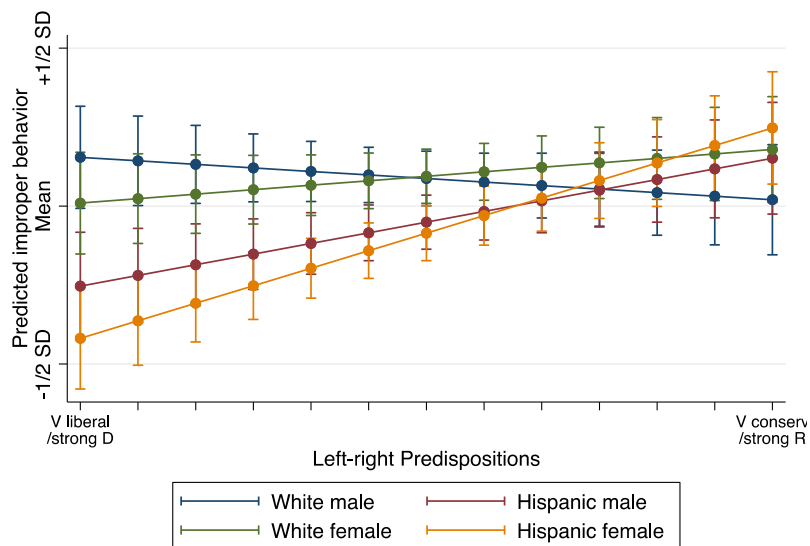 +1/2 SD
Mean
-1/2 SD
Predicted improper behavior
V liberal
/strong D
V conserv
/strong R
Left-right Predispositions
White male
Hispanic male
White female
Hispanic female